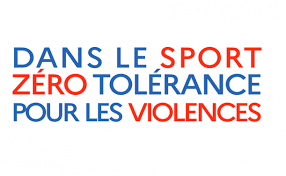 DANS LE SPORT
ZÉRO TOLÉRANCE
POUR LES VIOLENCES